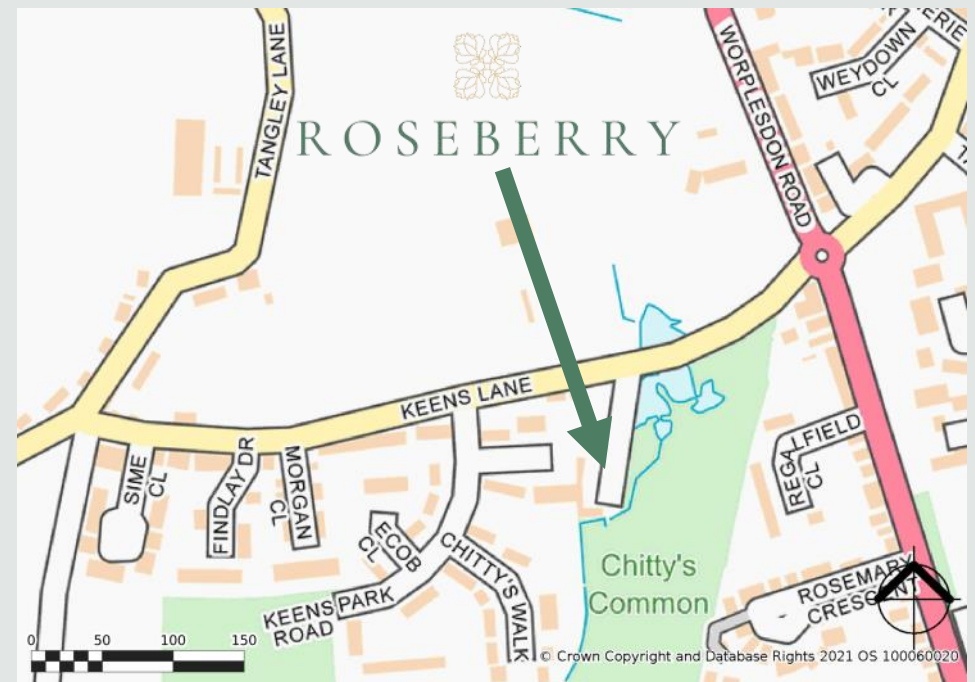 TANGLEY LANE
WORPLESDON ROAD
WEYDOWN
CL
ROSEBERRY
KEENS LANE
SIME
CL
FINDLAY DR
MORGAN
CL
ECOB
CL
CHITTY'S WALK
KEENS PARK
ROAD
REGALFIELD
CL
Chitty's
Common
ROSEMARY
CRESCENT
0 50 100 150
© Crown Copyright and Database Rights 2021 OS 100060020